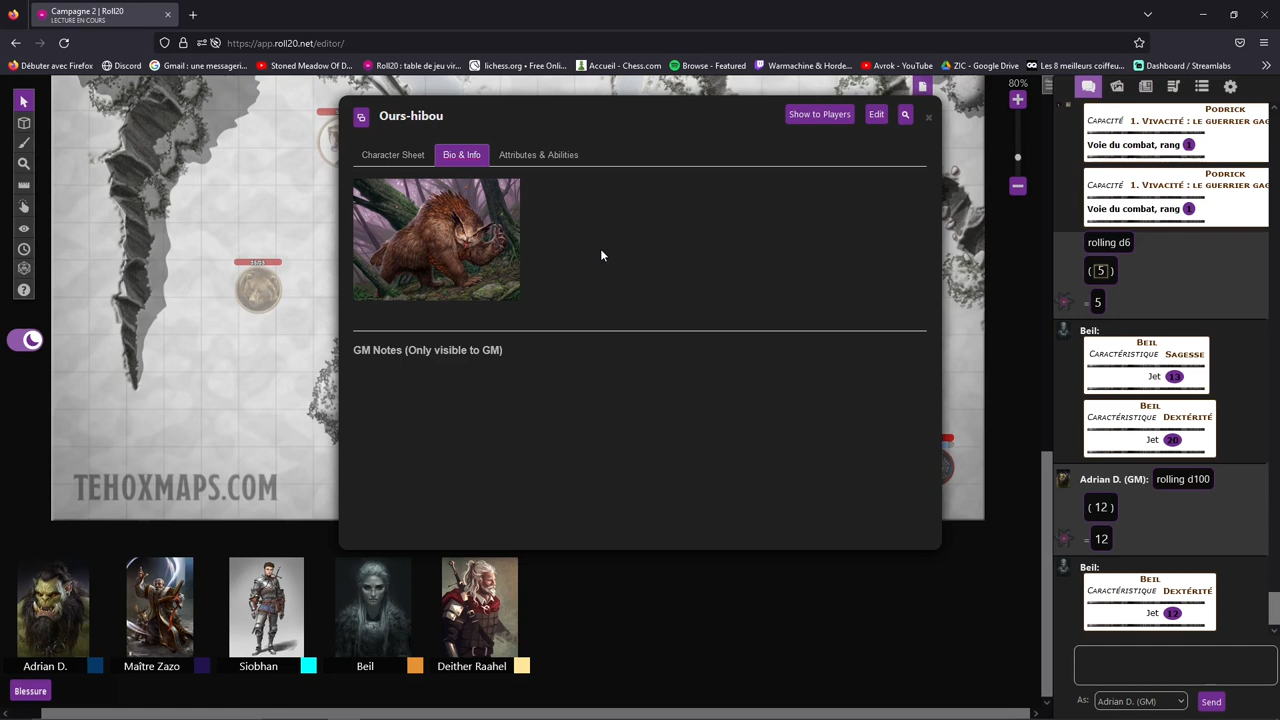 Campagne 2 | Roll20
LECTURE EN COURS
https://app.roll20.net/editor/
Débuter avec Firefox
Discord
Gmail : une messageri...
Stoned Meadow Of D...
Roll20 : table de jeu vir...
lichess.org • Free Onli...
Accueil - Chess.com
Browse - Featured
Warmachine & Horde...
Avrok - YouTube
ZIC - Google Drive
Les 8 meilleurs coiffeu...
Dashboard / Streamlabs
80%
Ours-hibou
Show to Players
Edit
Character Sheet
Bio & Info
Attributes & Abilities
GM Notes (Only visible to GM)
TEHOXMAPS.COM
PODRICK
CAPACITÉ 1. VIVACITÉ : LE GUERRIER GAG
Voie du combat, rang 1
PODRICK
CAPACITÉ 1. VIVACITÉ : LE GUERRIER GAG
Voie du combat, rang 1
rolling d6
( 5 )
= 5
Beil:
BEIL
CARACTÉRISTIQUE SAGESSE
Jet 13
BEIL
CARACTÉRISTIQUE DEXTÉRITÉ
Jet 20
Adrian D. (GM): rolling d100
( 12 )
= 12
Beil:
BEIL
CARACTÉRISTIQUE DEXTÉRITÉ
Jet 12
As: Adrian D. (GM)
Send
Adrian D.
Maître Zazo
Siobhan
Beil
Deither Raahel
Blessure